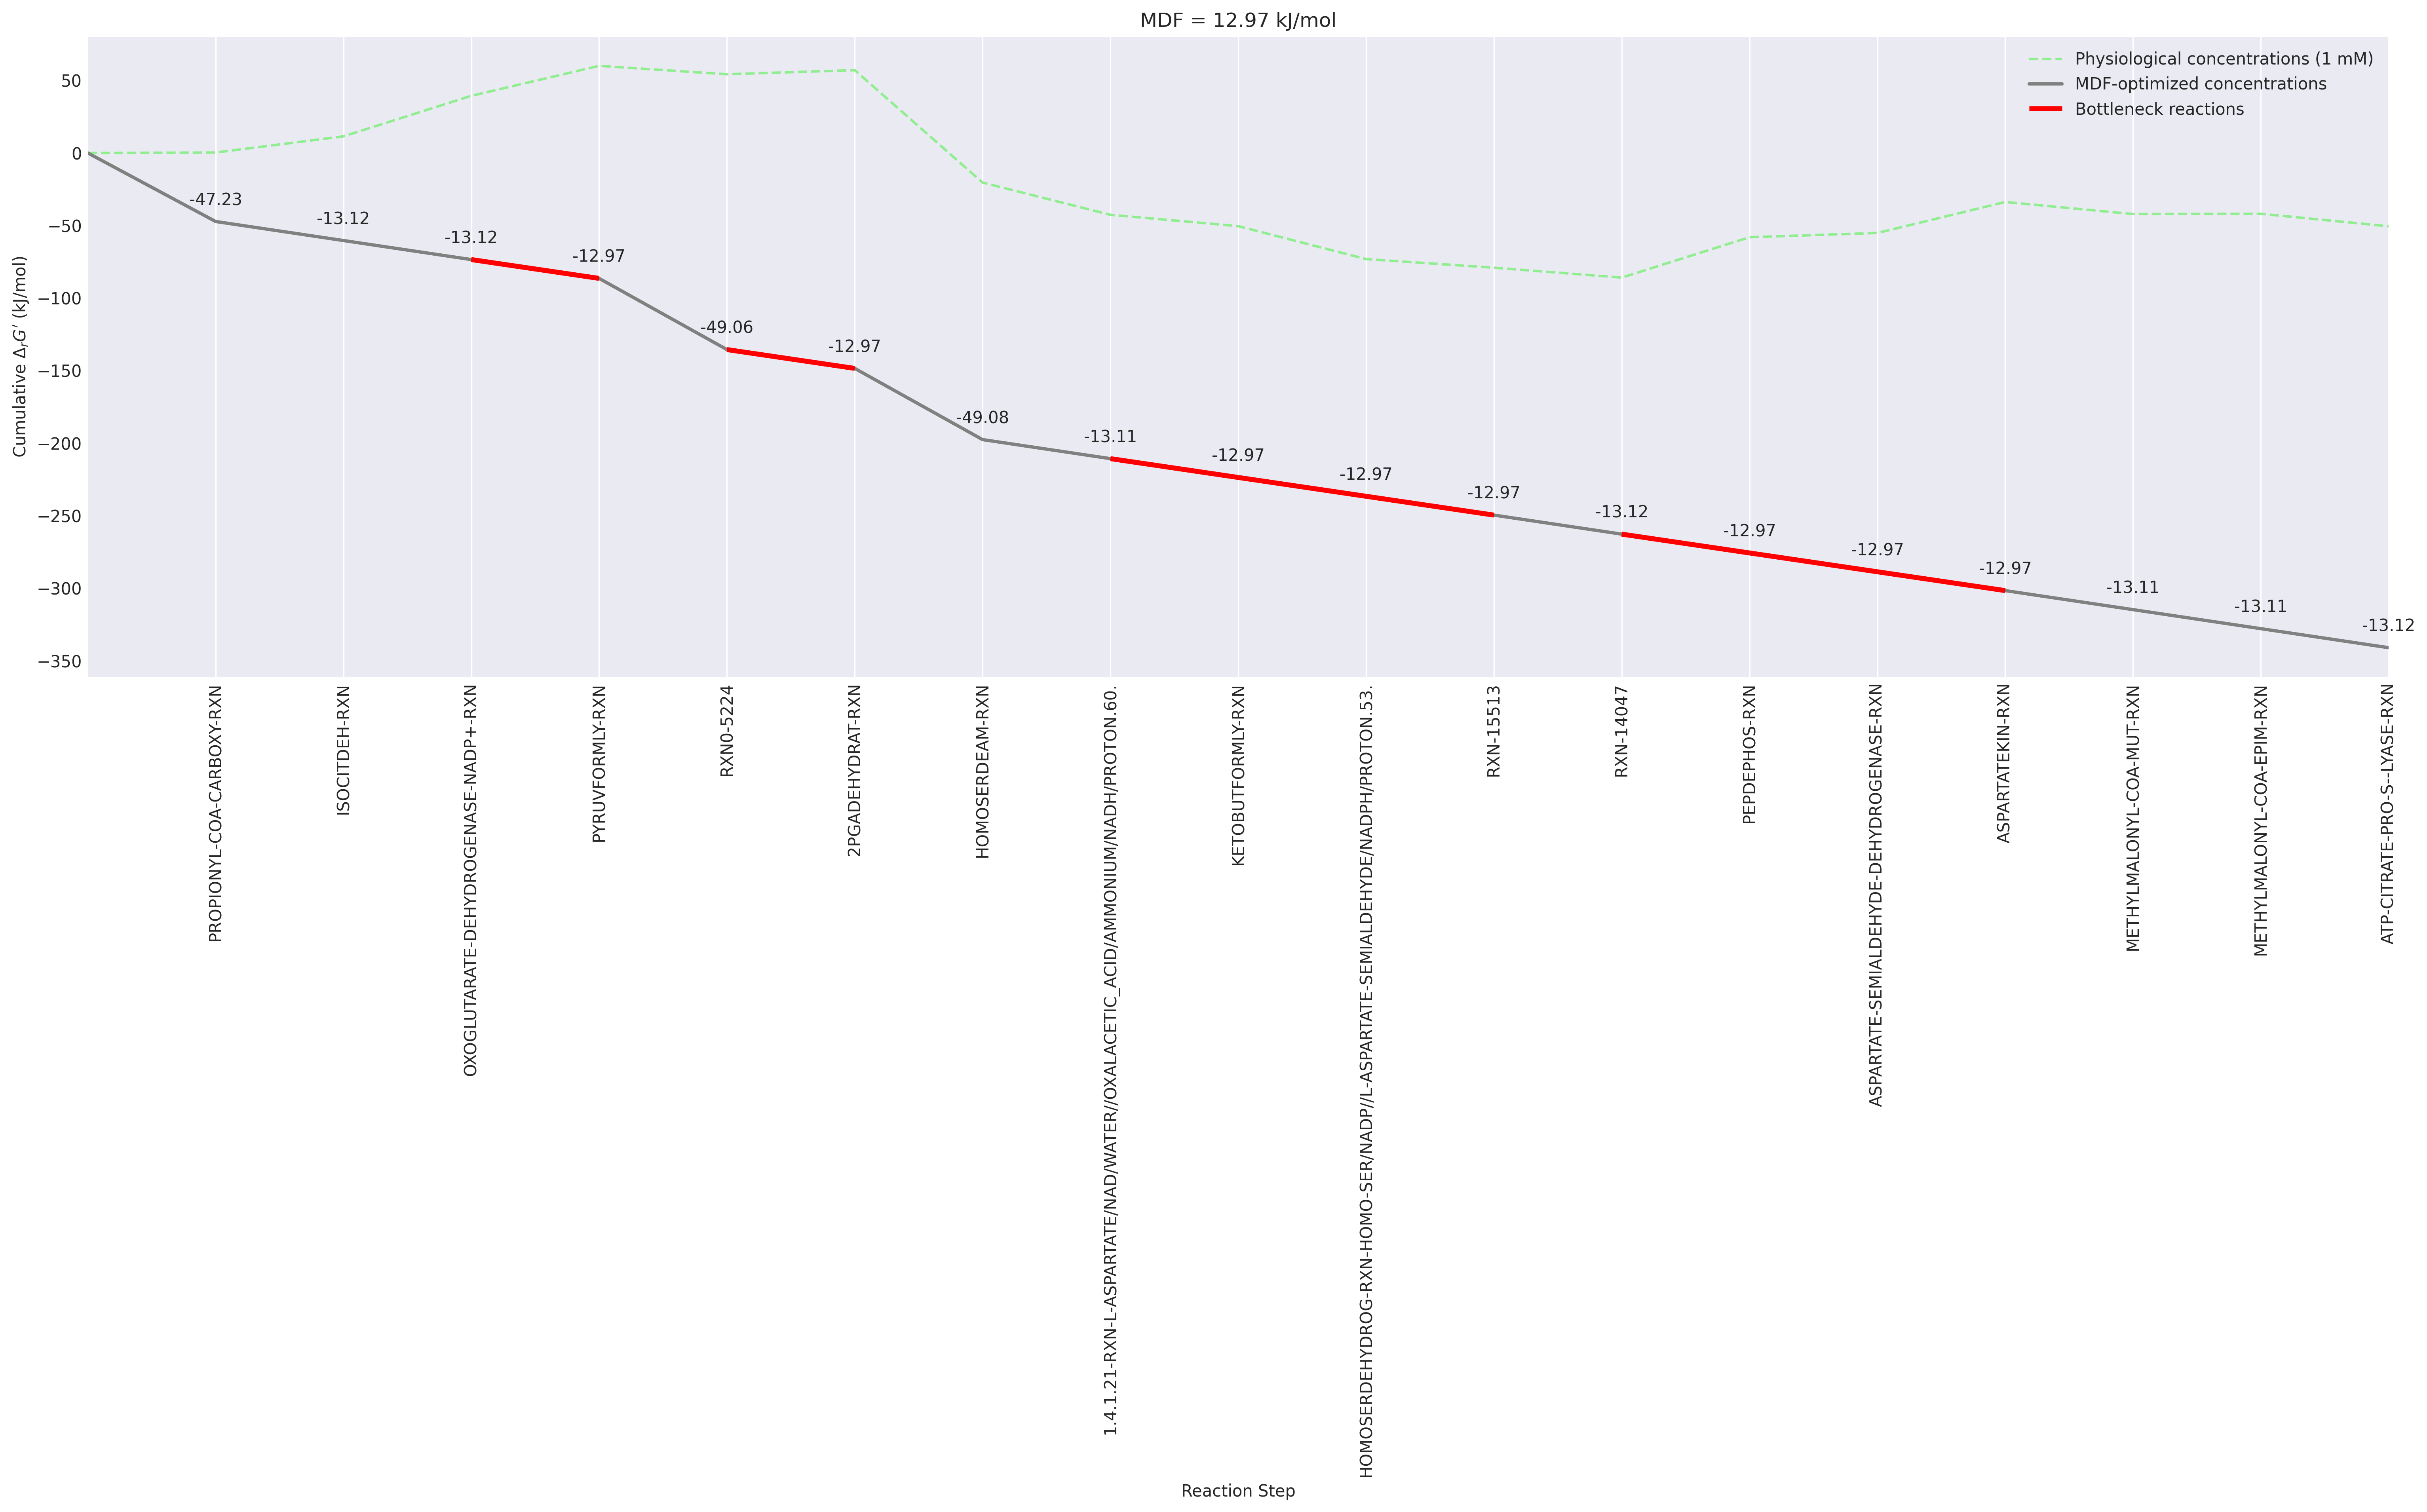 MDF = 12.97 kJ/mol
Physiological concentrations (1 mM)
MDF-optimized concentrations
Bottleneck reactions
Cumulative ΔrG′ (kJ/mol)
50
0
−50
−100
−150
−200
−250
−300
−350
-47.23
-13.12
-13.12
-12.97
-49.06
-12.97
-49.08
-13.11
-12.97
-12.97
-12.97
-13.12
-12.97
-12.97
-12.97
-13.11
-13.11
-13.12
PROPIONYL-COA-CARBOXY-RXN
ISOCITDEH-RXN
OXOGLUTARATE-DEHYDROGENASE-NADP+-RXN
PYRUVFORMLY-RXN
RXN0-5224
2PGADEHYDRAT-RXN
HOMOSERDEAM-RXN
1.4.1.21-RXN-L-ASPARTATE/NAD/WATER//OXALACETIC_ACID/AMMONIUM/NADH/PROTON.60.
KETOBUTFORMLY-RXN
HOMOSERDEHYDROG-RXN-HOMO-SER/NADP//L-ASPARTATE-SEMIALDEHYDE/NADPH/PROTON.53.
RXN-15513
RXN-14047
PEPDEPHOS-RXN
ASPARTATE-SEMIALDEHYDE-DEHYDROGENASE-RXN
ASPARTATEKIN-RXN
METHYLMALONYL-COA-MUT-RXN
METHYLMALONYL-COA-EPIM-RXN
ATP-CITRATE-PRO-S--LYASE-RXN
Reaction Step